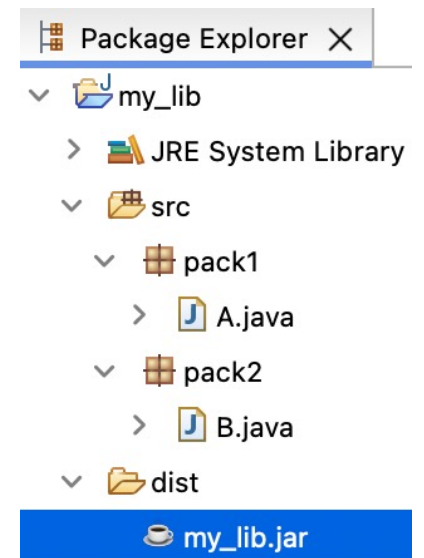 Package Explorer
my_lib
JRE System Library
src
pack1
A.java
pack2
B.java
dist
my_lib.jar